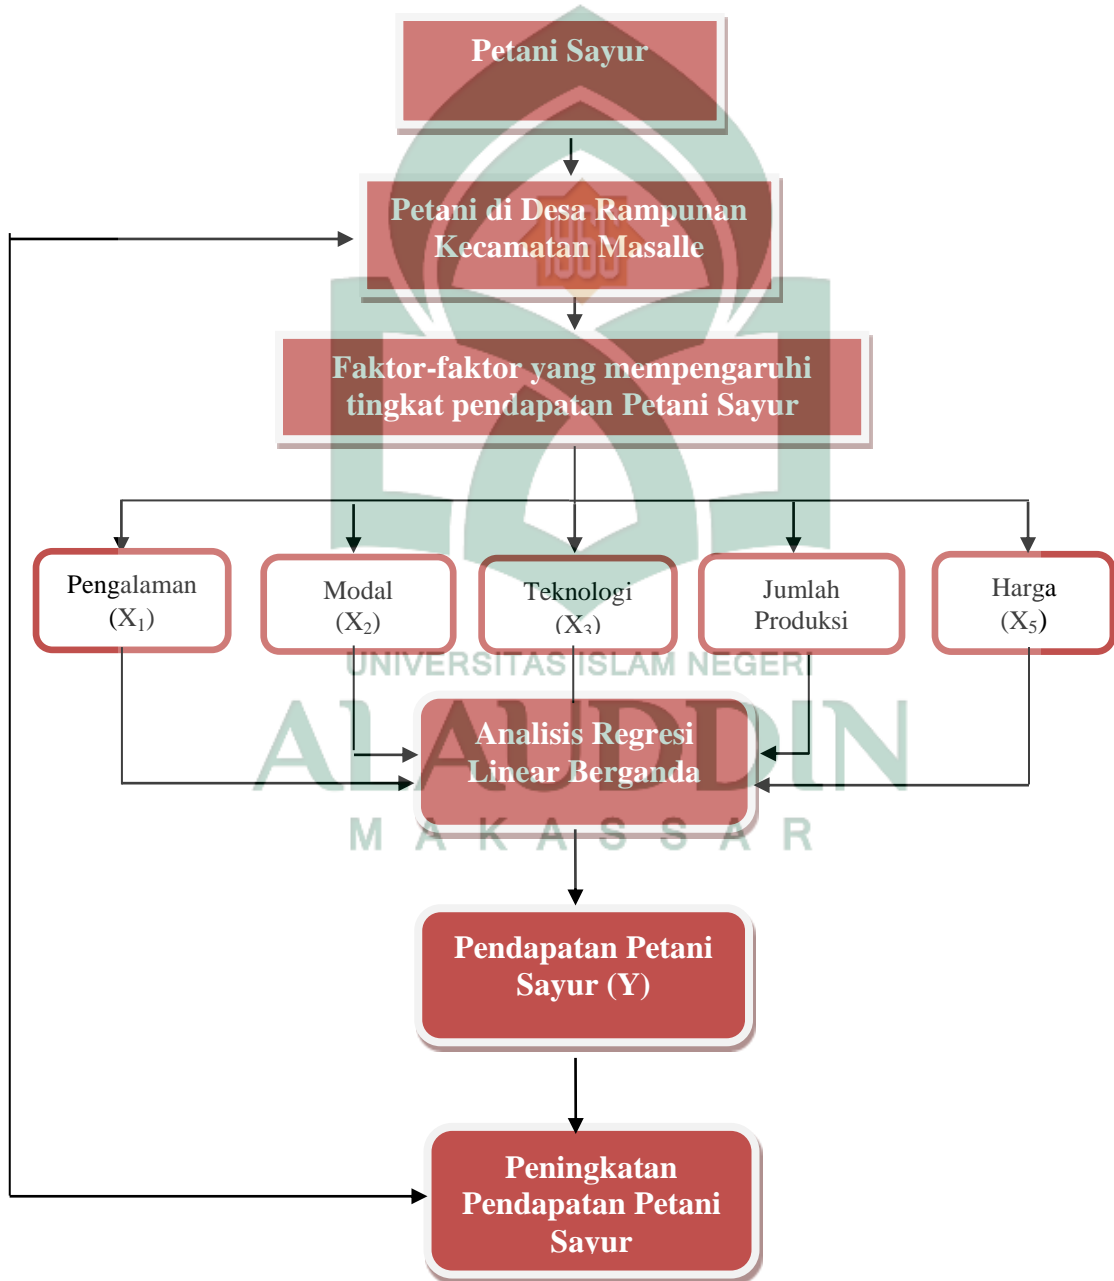 Petani Sayur
Petani di Desa Rampunan
Kecamatan Masalle
Faktor-faktor yang mempengaruhi
tingkat pendapatan Petani Sayur
Pengalaman
(X₁)
Modal
(X₂)
Teknologi
(X₃)
Jumlah
Produksi
Harga
(X₅)
UNIVERSITAS ISLAM NEGERI
ALAUDDIN
MAKASSAR
Analisis Regresi
Linear Berganda
Pendapatan Petani
Sayur (Y)
Peningkatan
Pendapatan Petani
Sayur